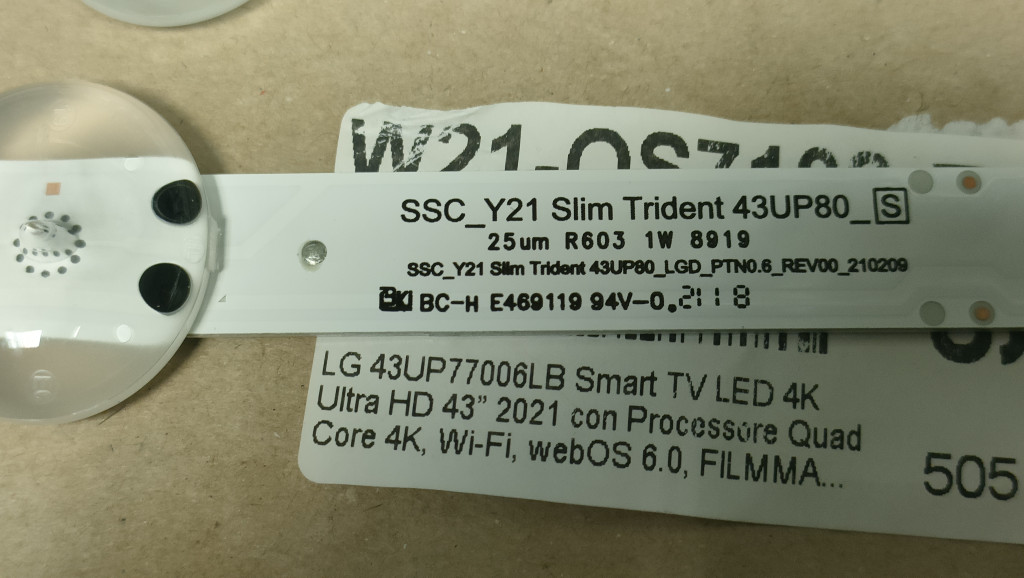 SSC_Y21 Slim Trident 43UP80_S
25um R603 1W 8919
SSC_Y21 Slim Trident 43UP80_LGD_PTN0.6_REV00_210209
BC-H E469119 94V-0. 2118
LG 43UP77006LB Smart TV LED 4K
Ultra HD 43” 2021 con Processore Quad
Core 4K, Wi-Fi, webOS 6.0, FILMMA...
505